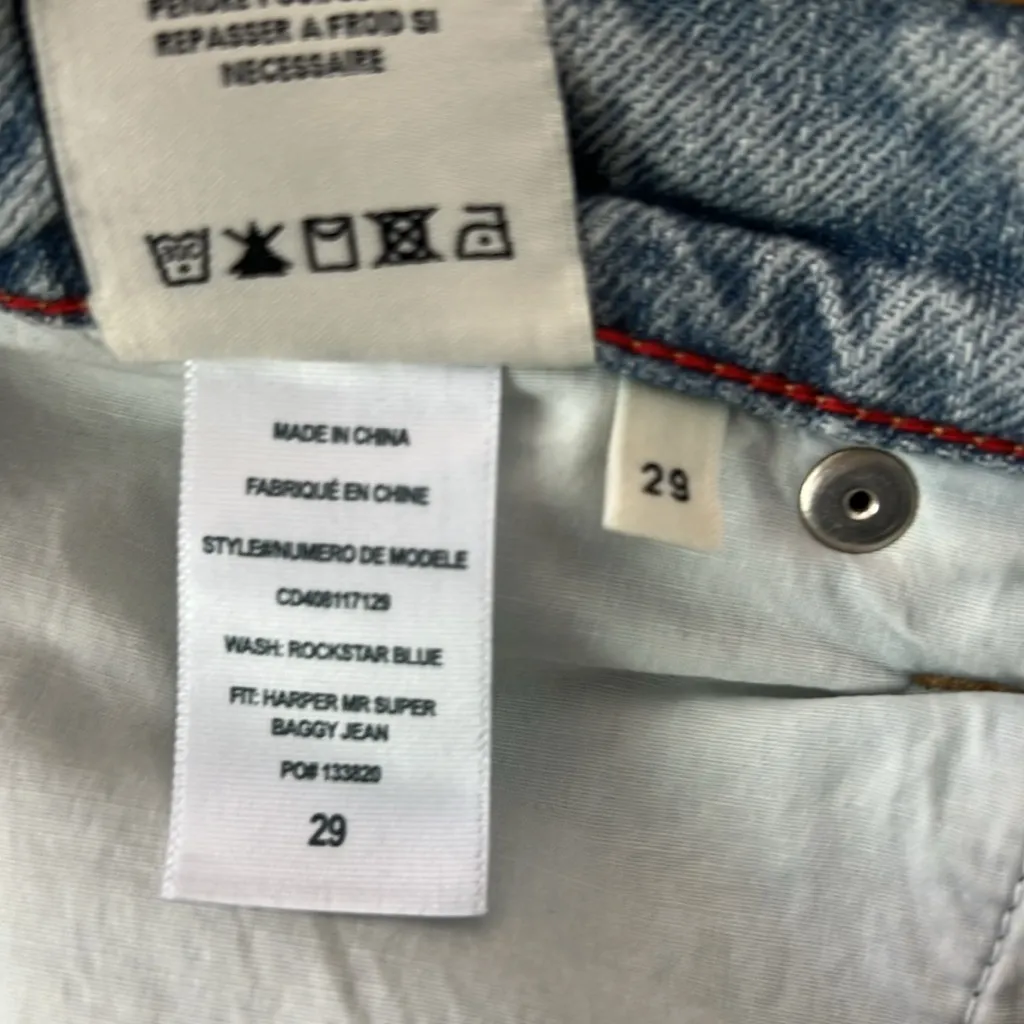 REPASSER A FROID SI
NECESSAIRE
MADE IN CHINA
FABRIQUÉ EN CHINE
STYLE#NUMERO DE MODELE
CD408117129
WASH: ROCKSTAR BLUE
FIT: HARPER MR SUPER
BAGGY JEAN
PO# 133820
29
29